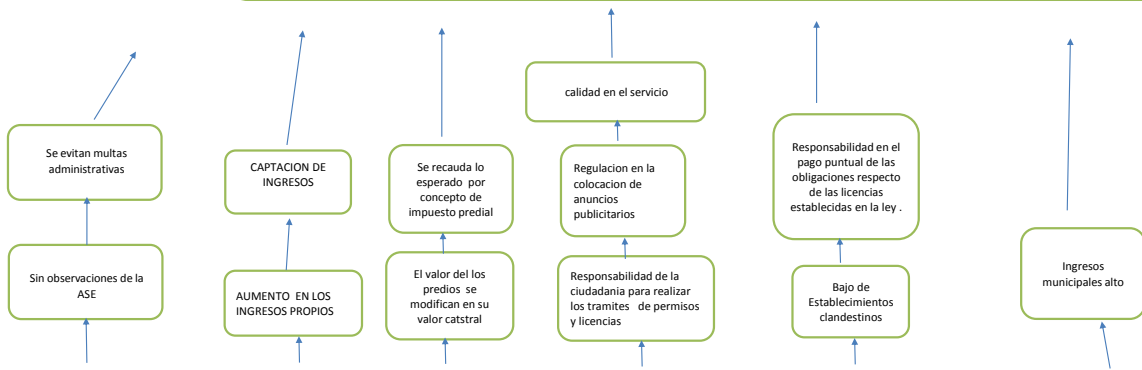 calidad en el servicio
Se evitan multas
administrativas
CAPTACION DE
INGRESOS
Se recauda lo
esperado  por
concepto de
impuesto predial
Regulacion en la
colocacion de
anuncios
publicitarios
Responsabilidad en el
pago puntual de las
obligaciones respecto
de las licencias
establecidas en la ley .
Sin observaciones de la
ASE
AUMENTO  EN LOS
INGRESOS PROPIOS
El valor del los
predios  se
modifican en su
valor catstral
Responsabilidad de la
ciudadania para realizar
los tramites  de permisos
y licencias
Bajo de
Establecimientos
clandestinos
Ingresos
municipales alto